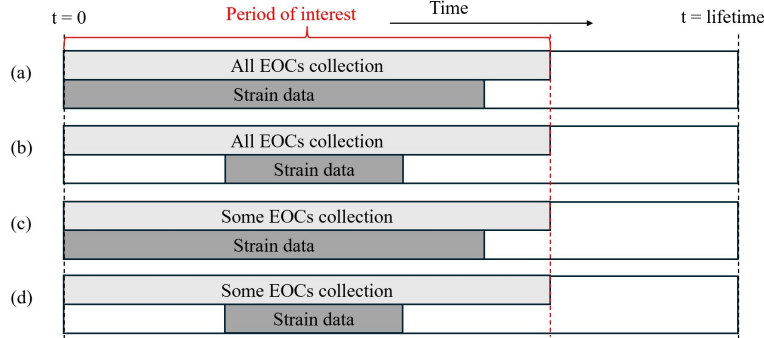 t = 0
Period of interest
Time
t = lifetime
(a)
All EOCs collection
Strain data
(b)
All EOCs collection
Strain data
(c)
Some EOCs collection
Strain data
(d)
Some EOCs collection
Strain data